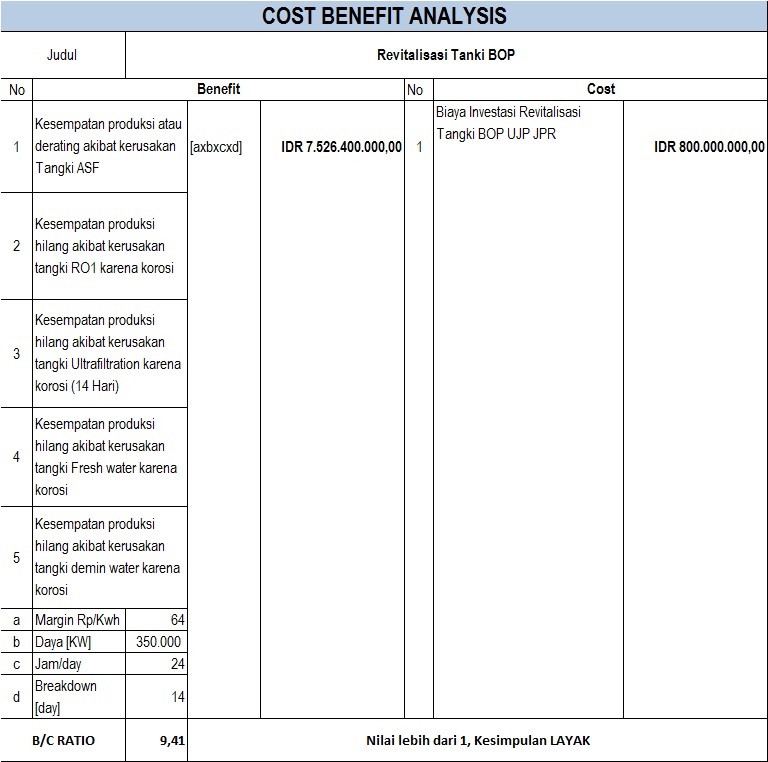 COST BENEFIT ANALYSIS
Judul
Revitalisasi Tanki BOP
No
Benefit
No
Cost
1
Kesempatan produksi atau
derating akibat kerusakan
Tangki ASF
[axbxcxd]
IDR 7.526.400.000,00
1
Biaya Investasi Revitalisasi
Tangki BOP UJP JPR
IDR 800.000.000,00
2
Kesempatan produksi
hilang akibat kerusakan
tangki RO1 karena korosi
3
Kesempatan produksi
hilang akibat kerusakan
tangki Ultrafiltration karena
korosi (14 Hari)
4
Kesempatan produksi
hilang akibat kerusakan
tangki Fresh water karena
korosi
5
Kesempatan produksi
hilang akibat kerusakan
tangki demin water karena
korosi
a
Margin Rp/Kwh
64
b
Daya [KW]
350.000
c
Jam/day
24
d
Breakdown
[day]
14
B/C RATIO
9,41
Nilai lebih dari 1, Kesimpulan LAYAK